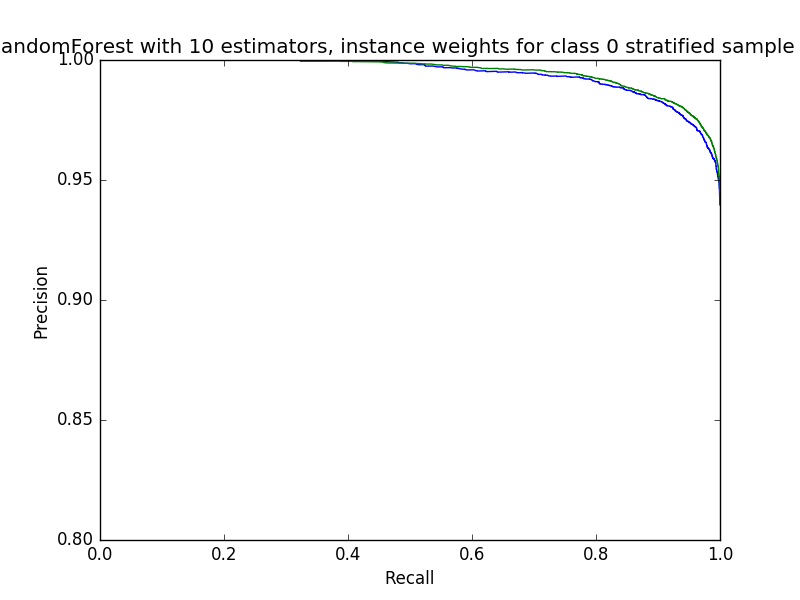 andomForest with 10 estimators, instance weights for class 0 stratified sample
1.00
0.95
0.90
0.85
0.80
Precision
0.0 0.2 0.4 0.6 0.8 1.0
Recall